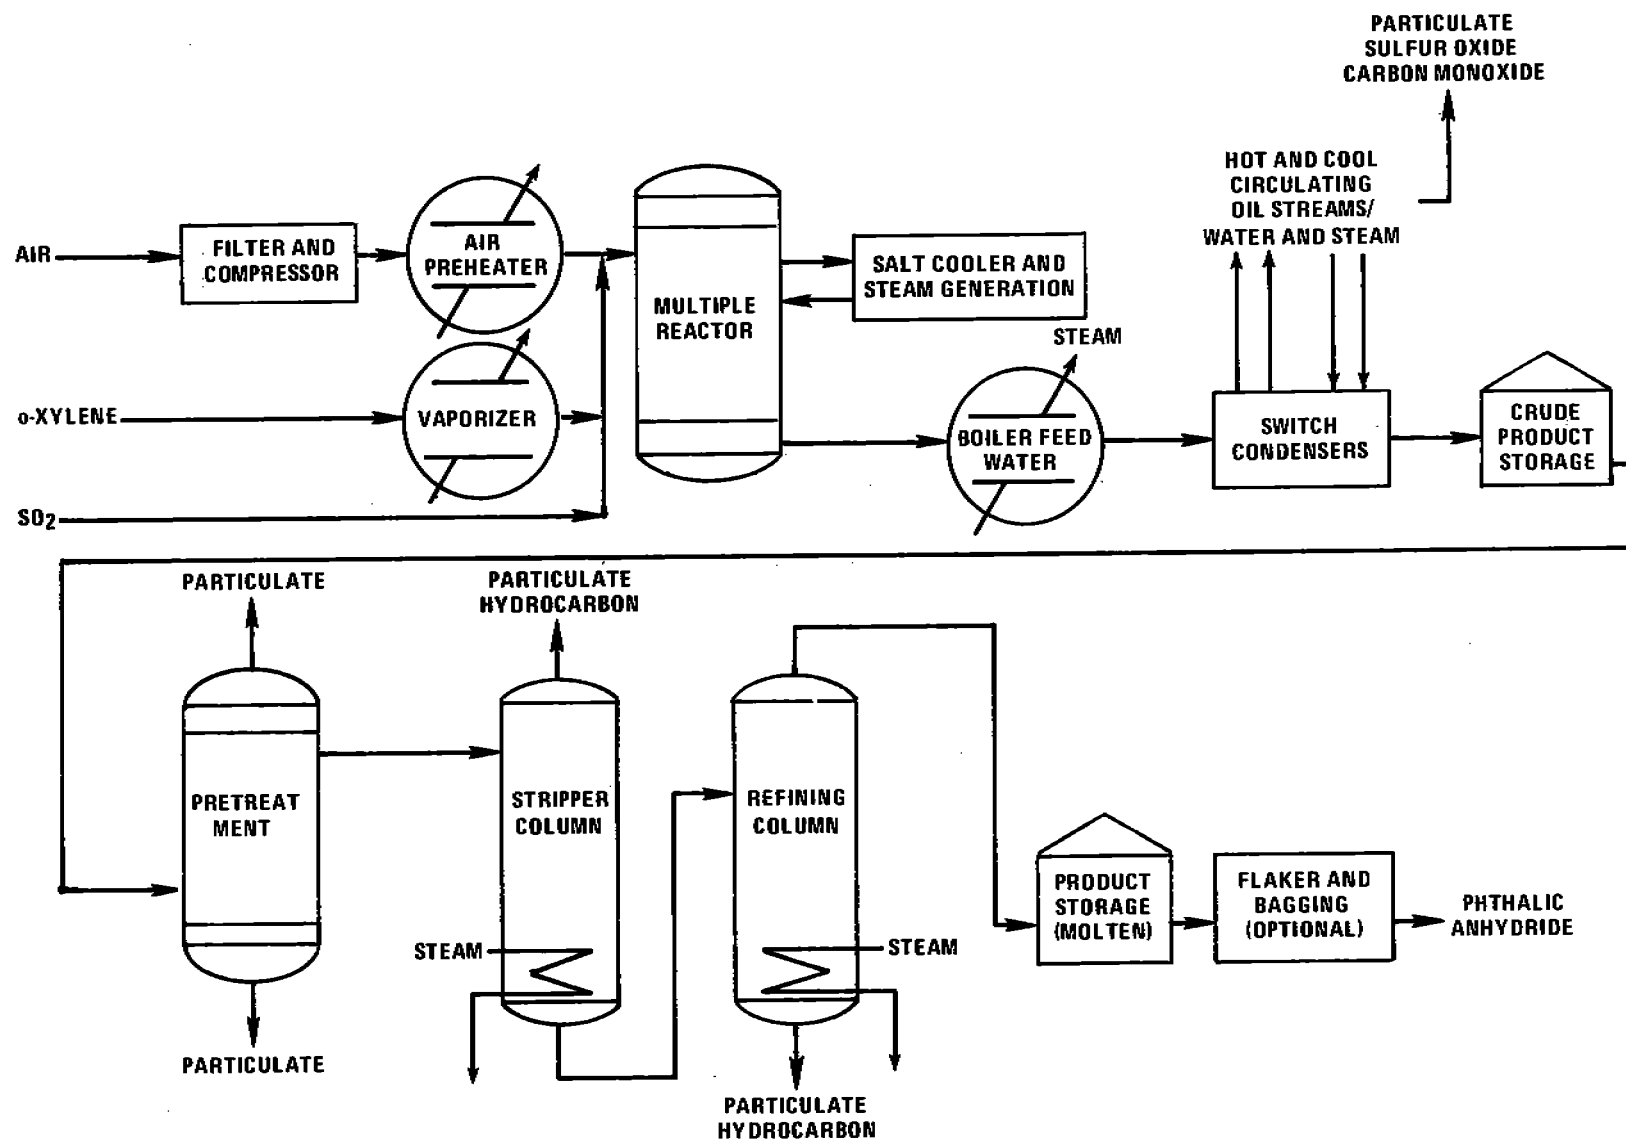 PARTICULATE
SULFUR OXIDE
CARBON MONOXIDE
HOT AND COOL
CIRCULATING
OIL STREAMS/
WATER AND STEAM
AIR
FILTER AND
COMPRESSOR
AIR
PREHEATER
MULTIPLE
REACTOR
SALT COOLER AND
STEAM GENERATION
STEAM
o-XYLENE
VAPORIZER
BOILER FEED
WATER
SWITCH
CONDENSERS
CRUDE
PRODUCT
STORAGE
SO2
PARTICULATE
PARTICULATE
HYDROCARBON
PRETREAT
MENT
STRIPPER
COLUMN
REFINING
COLUMN
STEAM
STEAM
PRODUCT
STORAGE
(MOLTEN)
FLAKER AND
BAGGING
(OPTIONAL)
PHTHALIC
ANHYDRIDE
PARTICULATE
PARTICULATE
HYDROCARBON